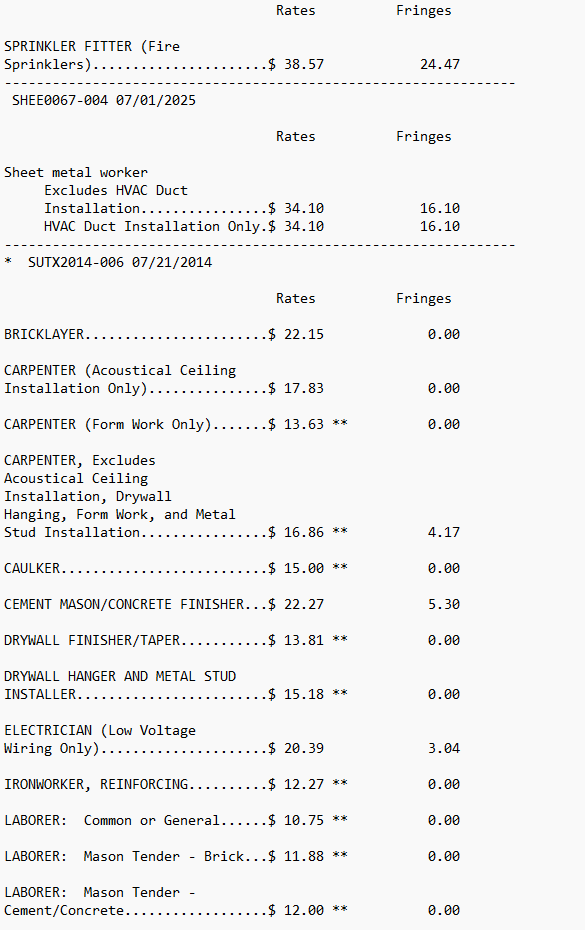 Rates Fringes
SPRINKLER FITTER (Fire
Sprinklers)......................$ 38.57 24.47
----------------------------------------------------------------
SHEE0067-004 07/01/2025
Rates Fringes
Sheet metal worker
Excludes HVAC Duct
Installation................$ 34.10 16.10
HVAC Duct Installation Only.$ 34.10 16.10
----------------------------------------------------------------
* SUTX2014-006 07/21/2014
Rates Fringes
BRICKLAYER.......................$ 22.15 0.00
CARPENTER (Acoustical Ceiling
Installation Only)...............$ 17.83 0.00
CARPENTER (Form Work Only).......$ 13.63 ** 0.00
CARPENTER, Excludes
Acoustical Ceiling
Installation, Drywall
Hanging, Form Work, and Metal
Stud Installation................$ 16.86 ** 4.17
CAULKER..........................$ 15.00 ** 0.00
CEMENT MASON/CONCRETE FINISHER...$ 22.27 5.30
DRYWALL FINISHER/TAPER...........$ 13.81 ** 0.00
DRYWALL HANGER AND METAL STUD
INSTALLER........................$ 15.18 ** 0.00
ELECTRICIAN (Low Voltage
Wiring Only).....................$ 20.39 3.04
IRONWORKER, REINFORCING..........$ 12.27 ** 0.00
LABORER: Common or General......$ 10.75 ** 0.00
LABORER: Mason Tender - Brick...$ 11.88 ** 0.00
LABORER: Mason Tender -
Cement/Concrete..................$ 12.00 ** 0.00